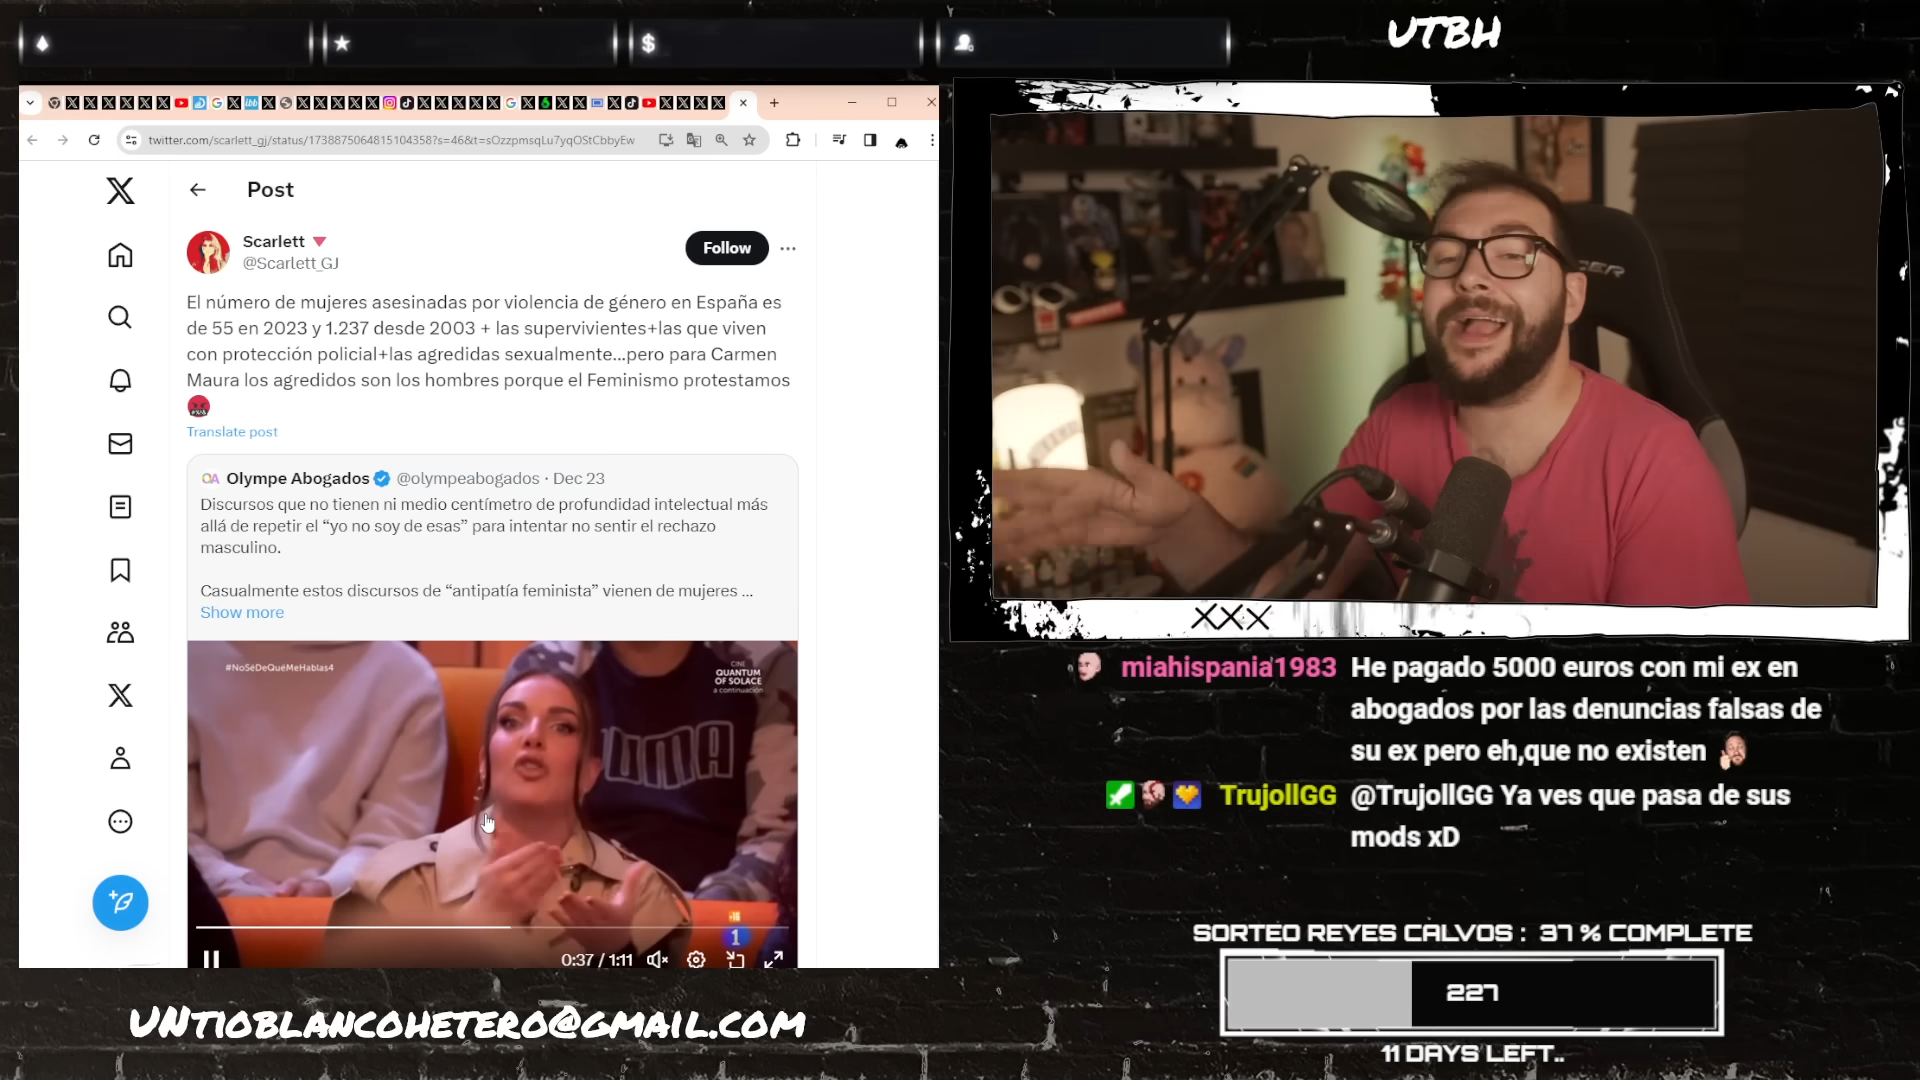 UTBH
twitter.com/scarlett_gj/status/1738875064815104358?s=46&t=sOzzpmsqLu7yqOStCbbyEw
Post
Scarlett
@Scarlett_GJ
Follow
El número de mujeres asesinadas por violencia de género en España es
de 55 en 2023 y 1.237 desde 2003 + las supervivientes+las que viven
con protección policial+las agredidas sexualmente...pero para Carmen
Maura los agredidos son los hombres porque el Feminismo protestamos
Translate post
OA Olympe Abogados @olympeabogados · Dec 23
Discursos que no tienen ni medio centímetro de profundidad intelectual más
allá de repetir el “yo no soy de esas” para intentar no sentir el rechazo
masculino.
Casualmente estos discursos de “antipatía feminista” vienen de mujeres ...
Show more
#NoSéDeQuéMeHablas4
CINE
QUANTUM
OF SOLACE
a continuación
PUMA
1
0:37 / 1:11
XXX
miahispania1983 He pagado 5000 euros con mi ex en
abogados por las denuncias falsas de
su ex pero eh,que no existen
TrujollGG @TrujollGG Ya ves que pasa de sus
mods xD
SORTEO REYES CALVOS : 37 % COMPLETE
227
11 DAYS LEFT..
UNTIOBLANCOHETERO@GMAIL.COM